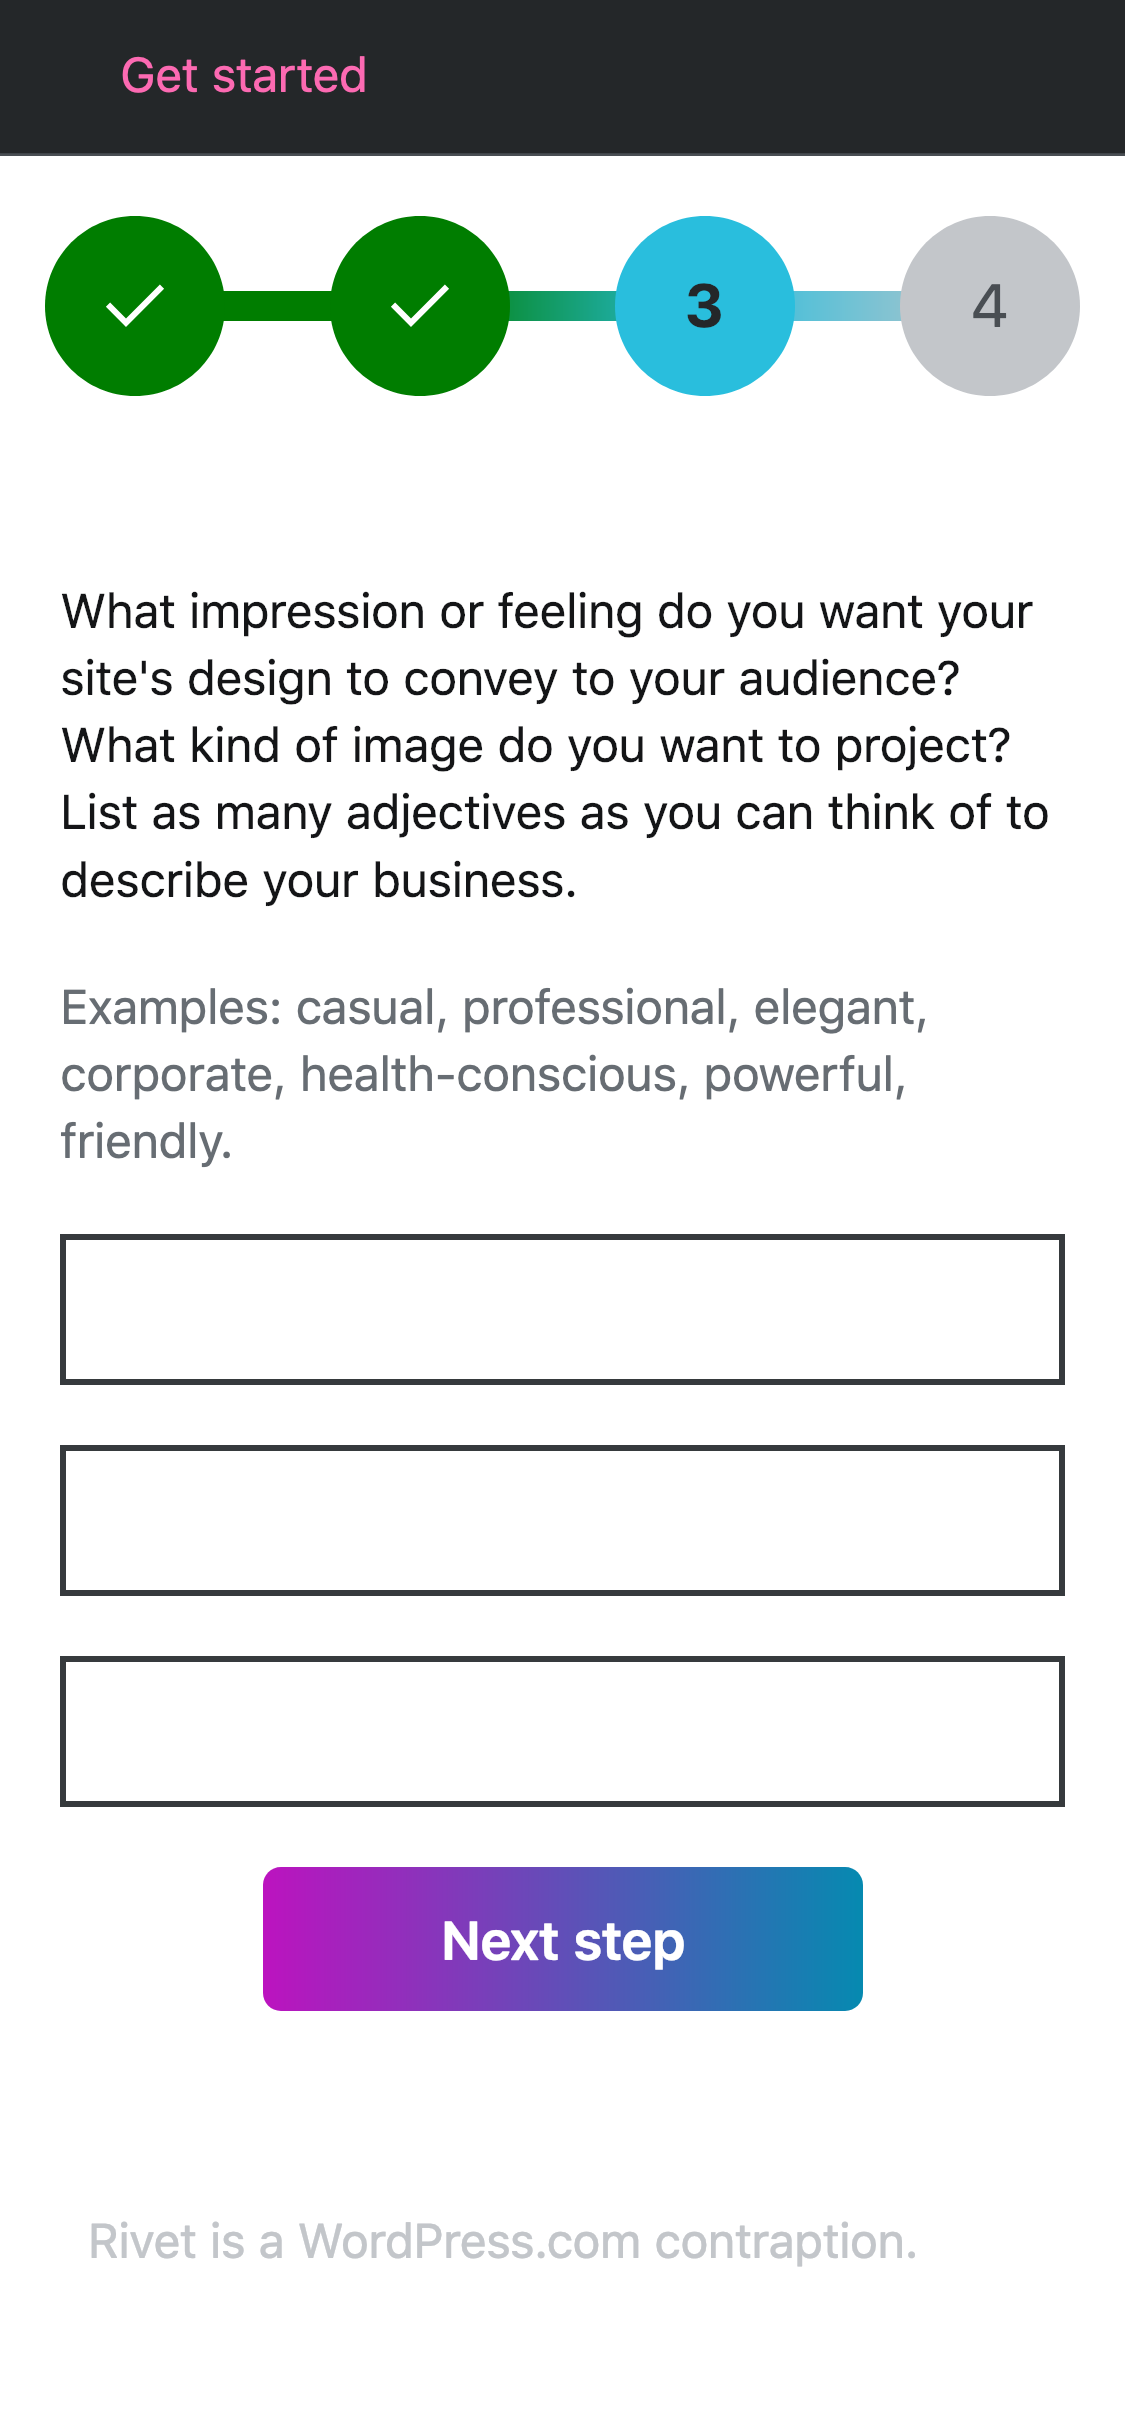 Get started
3
4
What impression or feeling do you want your
site's design to convey to your audience?
What kind of image do you want to project?
List as many adjectives as you can think of to
describe your business.
Examples: casual, professional, elegant,
corporate, health-conscious, powerful,
friendly.
Next step
Rivet is a WordPress.com contraption.